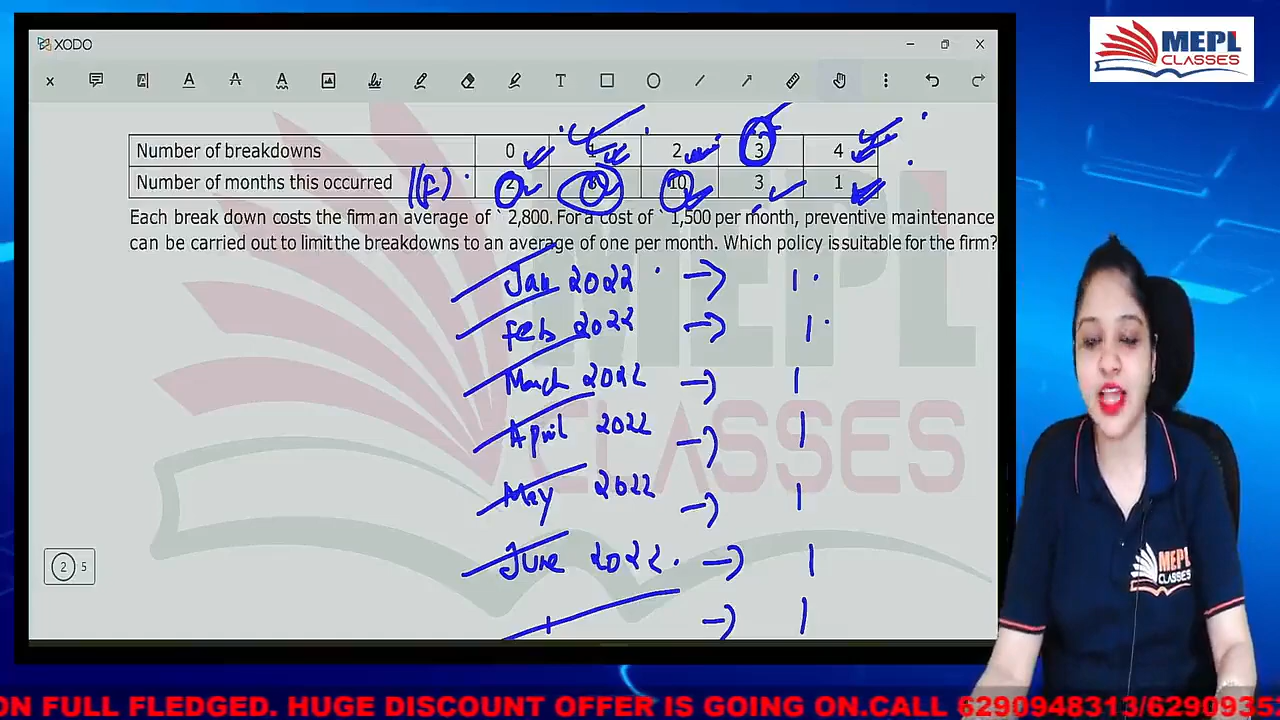 XODO
MEPL
CLASSES
Number of breakdowns 0 1 2 3 4
Number of months this occurred ||(F) 2 8 10 3 1
Each break down costs the firm an average of ` 2,800. For a cost of ` 1,500 per month, preventive maintenance
can be carried out to limit the breakdowns to an average of one per month. Which policy is suitable for the firm?
Jan 2022 → 1
Feb 2022 → 1
March 2022 → 1
April 2022 → 1
May 2022 → 1
June 2022 → 1
→ 1
MEPL
CLASSES
2 5
MEPL
CLASSES
ON FULL FLEDGED. HUGE DISCOUNT OFFER IS GOING ON.CALL 6290948313/62909352